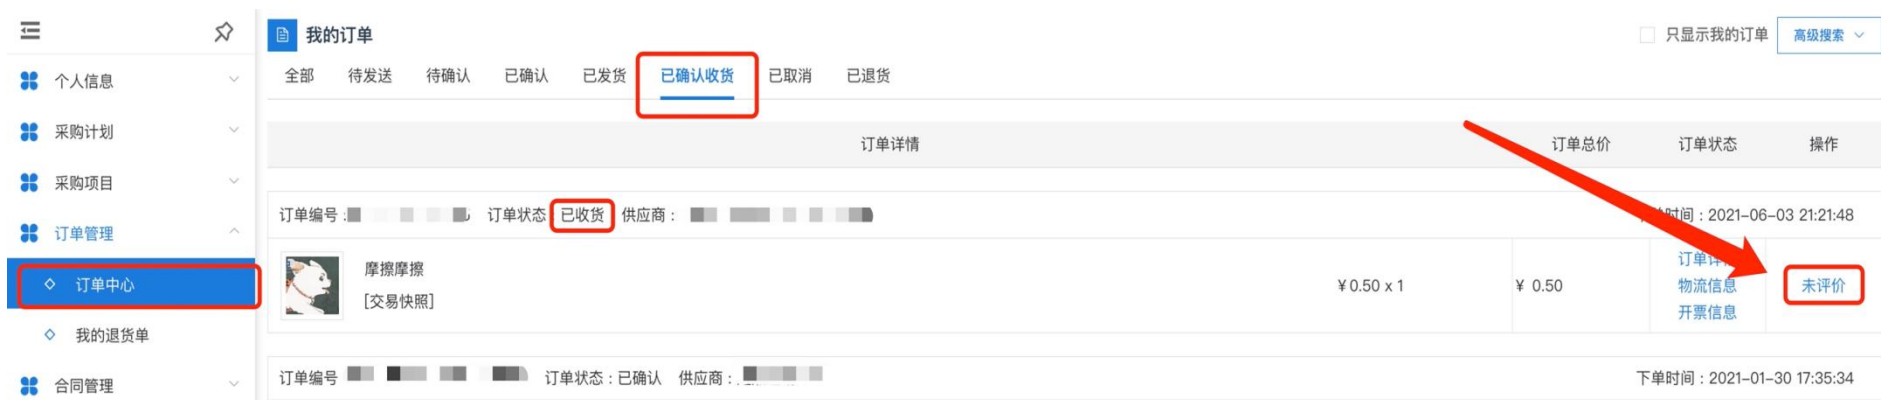 我的订单
只显示我的订单 高级搜索
个人信息
全部 待发送 待确认 已确认 已发货 已确认收货 已取消 已退货
采购计划
订单详情 订单总价 订单状态 操作
采购项目
订单编号: 订单状态 已收货 供应商: 时间:2021-06-03 21:21:48
订单管理
摩擦摩擦
[交易快照]
¥0.50 x 1
¥ 0.50
订单详
物流信息
开票信息
未评价
订单中心
我的退货单
订单编号 订单状态:已确认 供应商: 下单时间:2021-01-30 17:35:34
合同管理